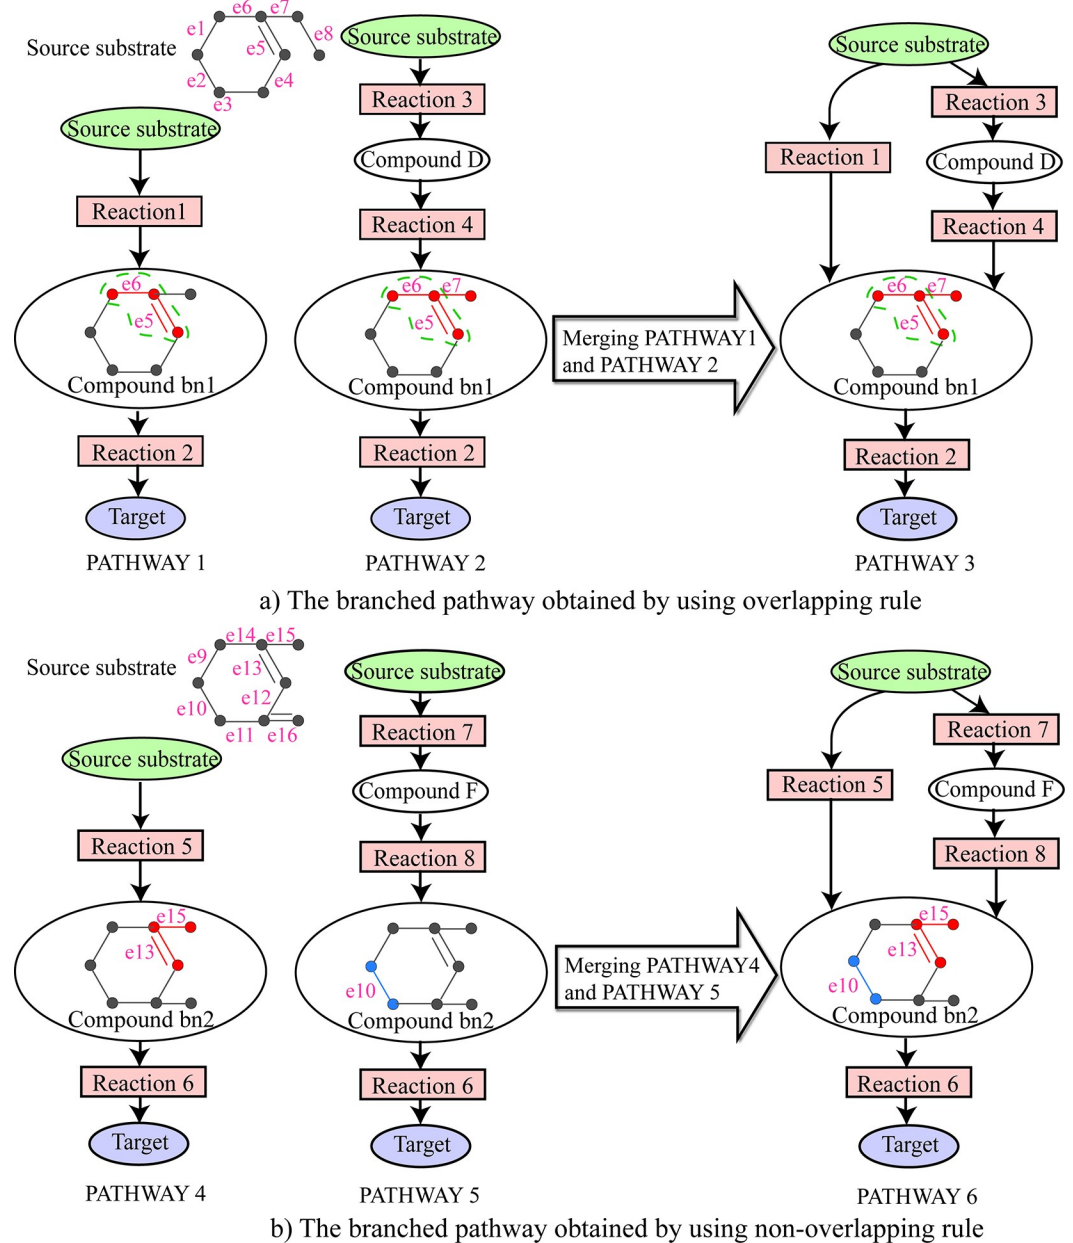 Source substrate
e1
e6
e7
e8
e5
e2
e4
e3
Source substrate
Reaction1
e6
e5
Compound bn1
Reaction 2
Target
PATHWAY 1
Source substrate
Reaction 3
Compound D
Reaction 4
e6
e7
e5
Compound bn1
Reaction 2
Target
PATHWAY 2
Merging PATHWAY1
and PATHWAY 2
Source substrate
Reaction 1
Reaction 3
Compound D
Reaction 4
e6
e7
e5
Compound bn1
Reaction 2
Target
PATHWAY 3
a) The branched pathway obtained by using overlapping rule
Source substrate
e14
e15
e9
e13
e10
e12
e11
e16
Source substrate
Reaction 5
e15
e13
Compound bn2
Reaction 6
Target
PATHWAY 4
Source substrate
Reaction 7
Compound F
Reaction 8
e10
Compound bn2
Reaction 6
Target
PATHWAY 5
Merging PATHWAY4
and PATHWAY 5
Source substrate
Reaction 5
Reaction 7
Compound F
Reaction 8
e15
e13
e10
Compound bn2
Reaction 6
Target
PATHWAY 6
b) The branched pathway obtained by using non-overlapping rule